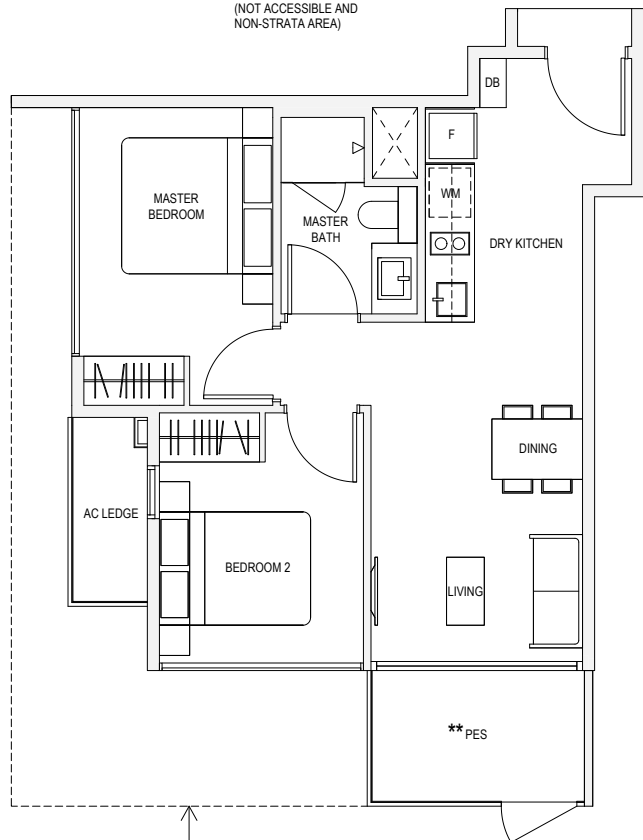 (NOT ACCESSIBLE AND
NON-STRATA AREA)
DB
F
WM
MASTER
BEDROOM
MASTER
BATH
DRY KITCHEN
DINING
AC LEDGE
BEDROOM 2
LIVING
**PES